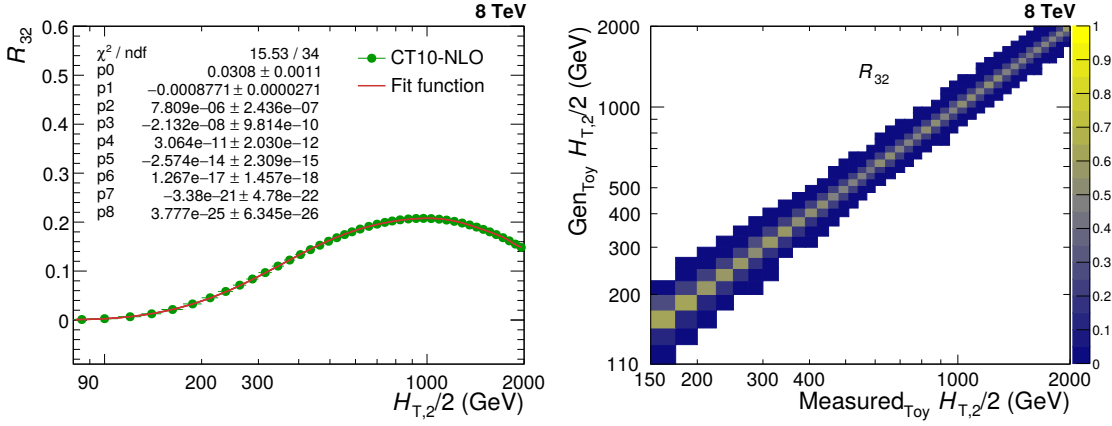 8 TeV
R32
0.6
0.5
0.4
0.3
0.2
0.1
0
χ² / ndf 15.53 / 34
p0 0.0308 ± 0.0011
p1 −0.0008771 ± 0.0000271
p2 7.809e−06 ± 2.436e−07
p3 −2.132e−08 ± 9.814e−10
p4 3.064e−11 ± 2.030e−12
p5 −2.574e−14 ± 2.309e−15
p6 1.267e−17 ± 1.457e−18
p7 −3.38e−21 ± 4.78e−22
p8 3.777e−25 ± 6.345e−26
CT10-NLO
Fit function
90 200 300 1000 2000
HT,2/2 (GeV)
8 TeV
GenToy HT,2/2 (GeV)
2000
1000
500
400
300
200
110
R32
150 200 300 400 1000 2000
MeasuredToy HT,2/2 (GeV)
1
0.9
0.8
0.7
0.6
0.5
0.4
0.3
0.2
0.1
0